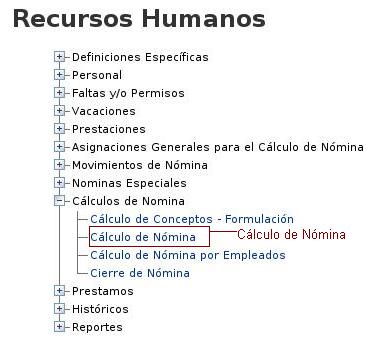 Recursos Humanos
Definiciones Específicas
Personal
Faltas y/o Permisos
Vacaciones
Prestaciones
Asignaciones Generales para el Cálculo de Nómina
Movimientos de Nómina
Nominas Especiales
Cálculos de Nomina
Cálculo de Conceptos - Formulación
Cálculo de Nómina Cálculo de Nómina
Cálculo de Nómina por Empleados
Cierre de Nómina
Prestamos
Históricos
Reportes